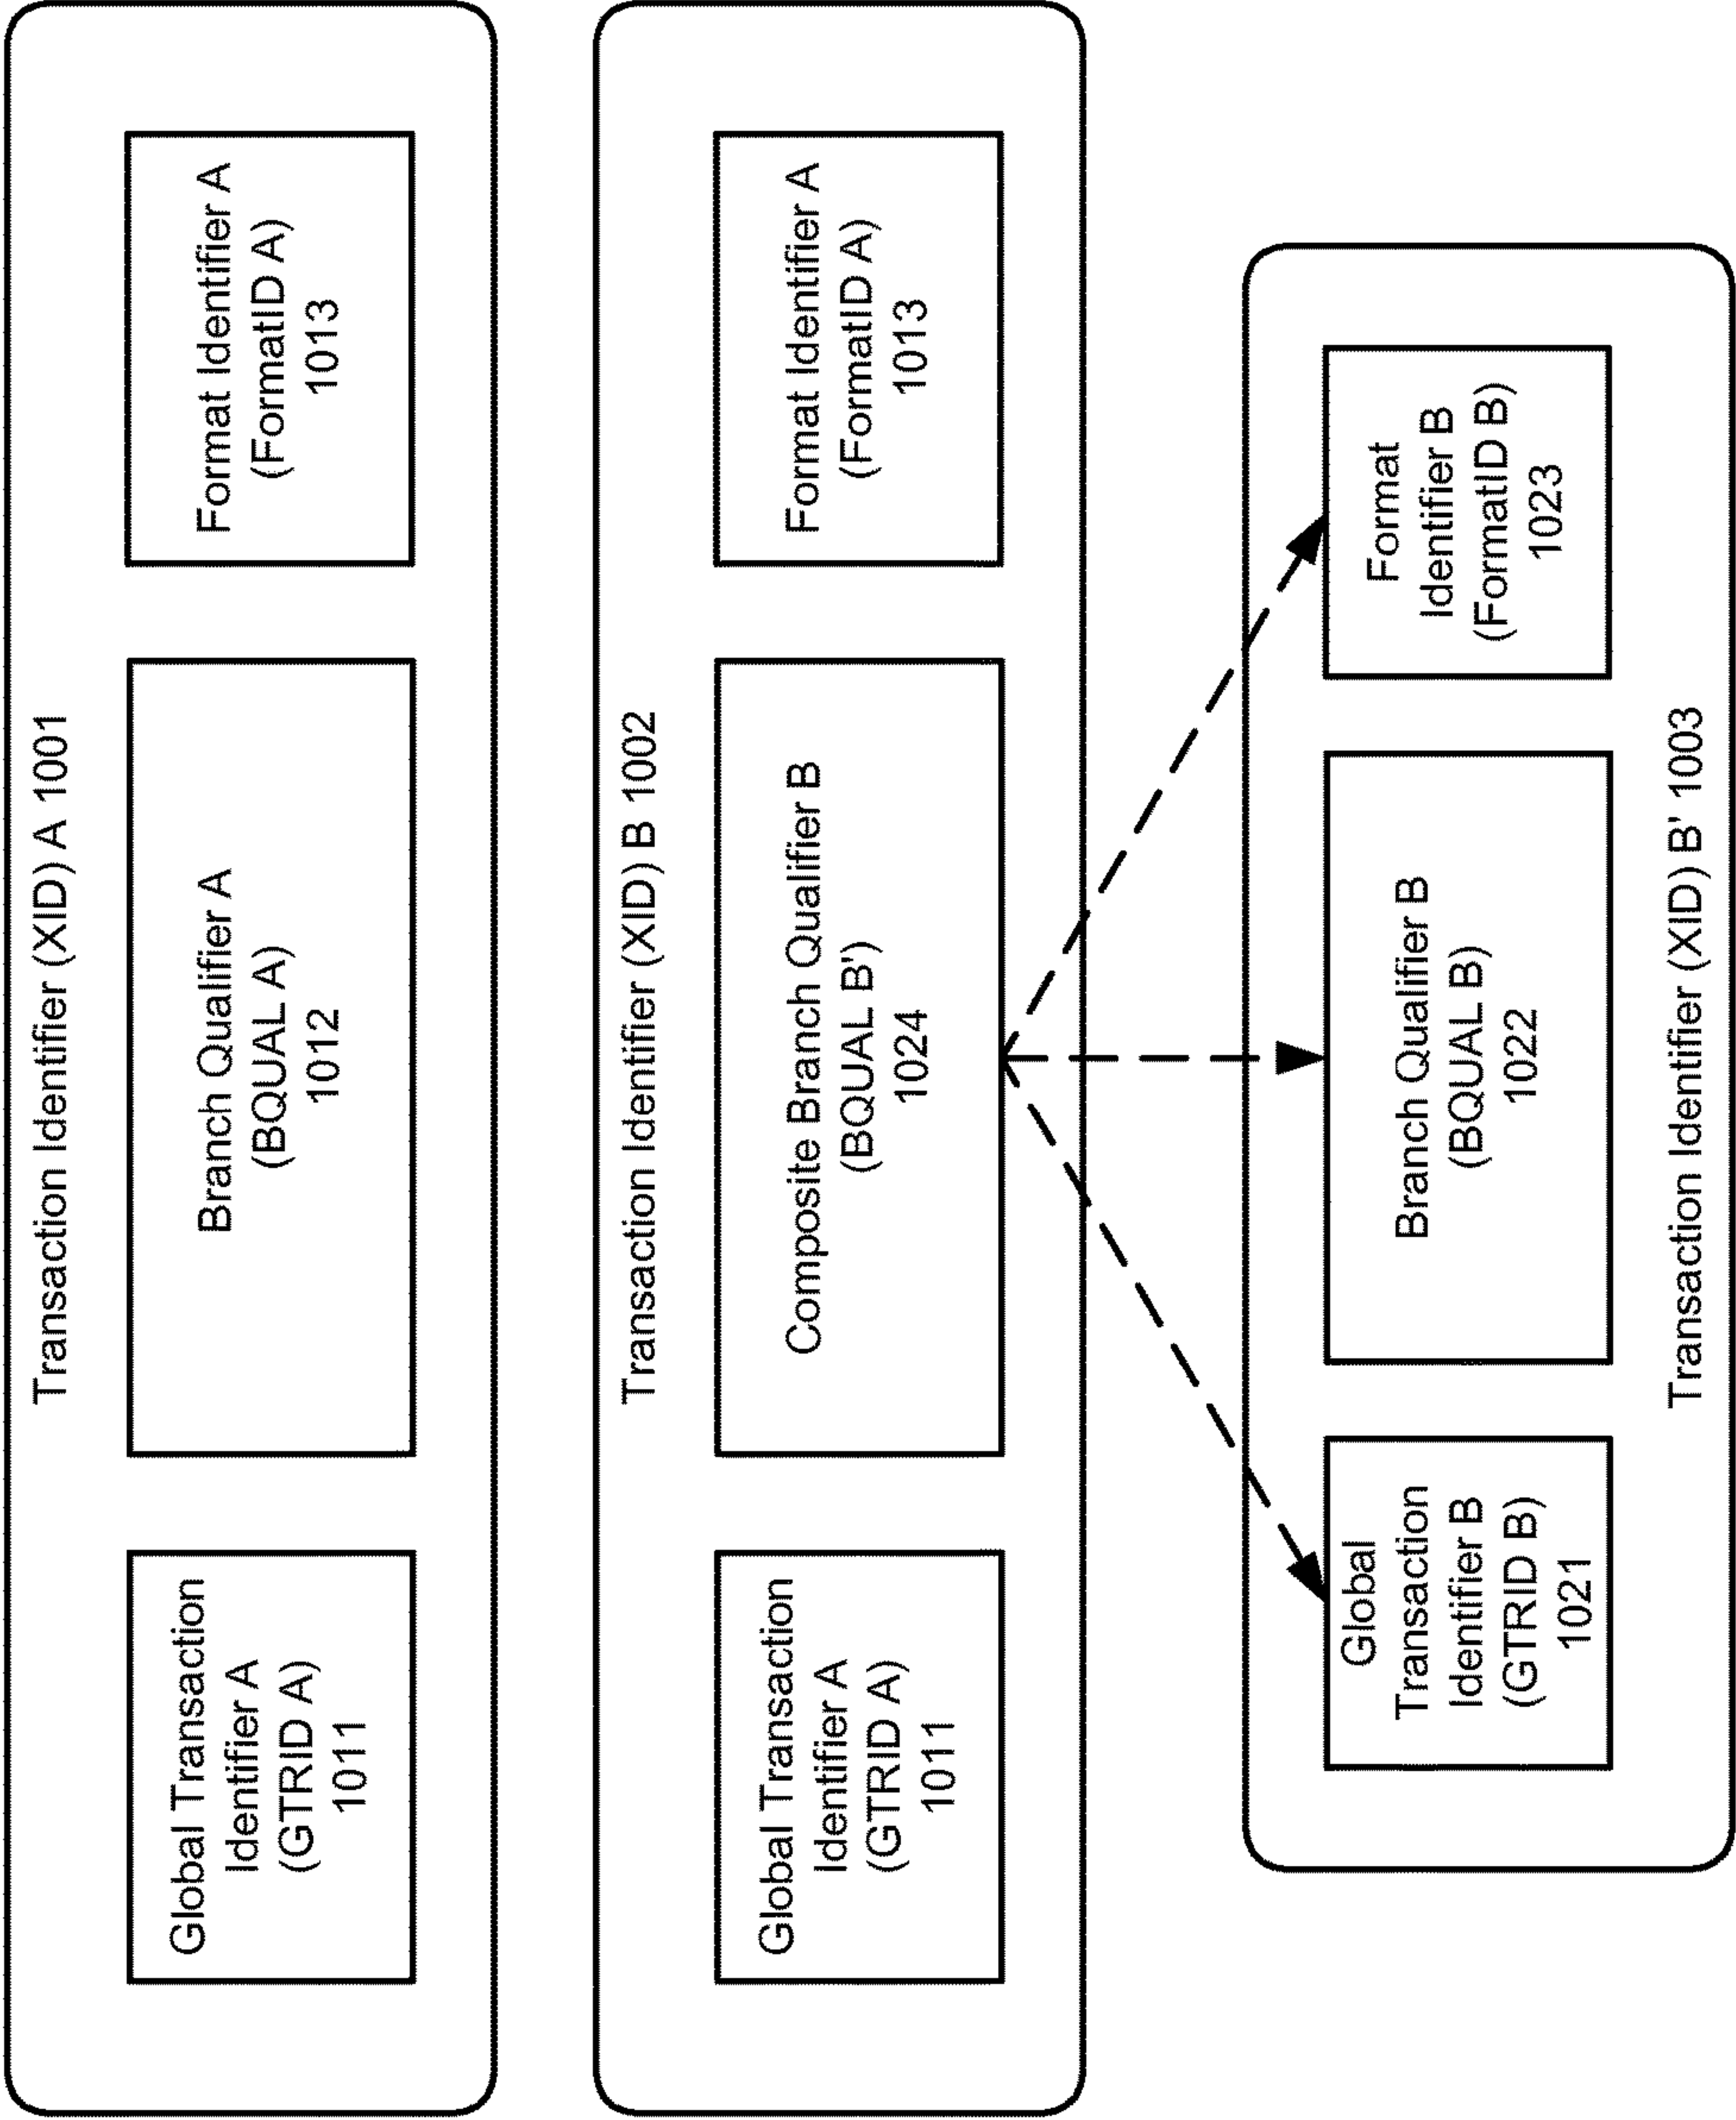 Transaction Identifier (XID) A 1001
Global Transaction
Identifier A
(GTRID A)
1011
Branch Qualifier A
(BQUAL A)
1012
Format Identifier A
(FormatID A)
1013
Transaction Identifier (XID) B 1002
Global Transaction
Identifier A
(GTRID A)
1011
Composite Branch Qualifier B
(BQUAL B')
1024
Format Identifier A
(FormatID A)
1013
Global
Transaction
Identifier B
(GTRID B)
1021
Branch Qualifier B
(BQUAL B)
1022
Format
Identifier B
(FormatID B)
1023
Transaction Identifier (XID) B' 1003